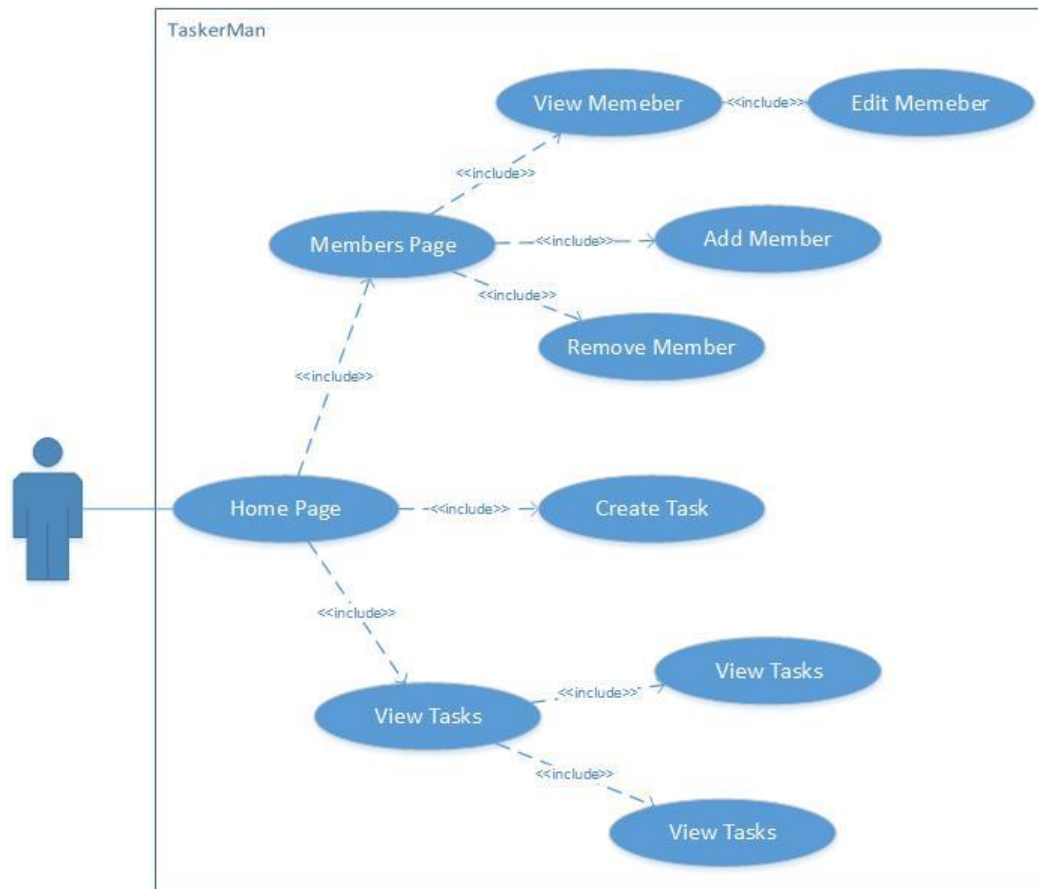 TaskerMan
View Memeber
<<include>>
Edit Memeber
<<include>>
Members Page
<<include>>
Add Member
<<include>>
Remove Member
<<include>>
Home Page
<<include>>
Create Task
<<include>>
View Tasks
<<include>>
View Tasks
<<include>>
View Tasks